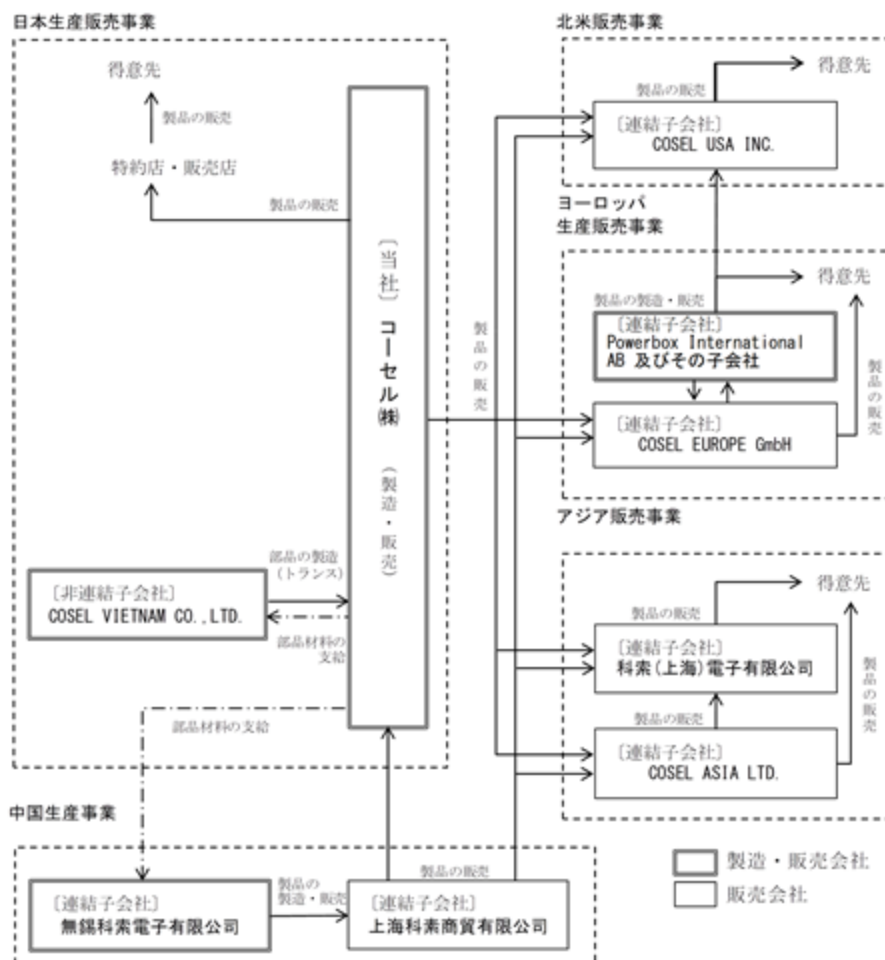 日本生産販売事業
得意先
製品の販売
特約店・販売店
製品の販売
〔当社〕 コーセル㈱ (製造・販売)
部品の製造
(トランス)
〔非連結子会社〕
COSEL VIETNAM CO.,LTD.
部品材料の
支給
部品材料の支給
中国生産事業
〔連結子会社〕
無錫科索電子有限公司
製品の
製造・販売
製品の販売
〔連結子会社〕
上海科素商貿有限公司
製品の販売
北米販売事業
得意先
製品の販売
〔連結子会社〕
COSEL USA INC.
ヨーロッパ
生産販売事業
得意先
製品の製造・販売
〔連結子会社〕
Powerbox International
AB 及びその子会社
製品の販売
〔連結子会社〕
COSEL EUROPE GmbH
アジア販売事業
得意先
製品の販売
〔連結子会社〕
科索(上海)電子有限公司
製品の販売
製品の販売
〔連結子会社〕
COSEL ASIA LTD.
製造・販売会社
販売会社